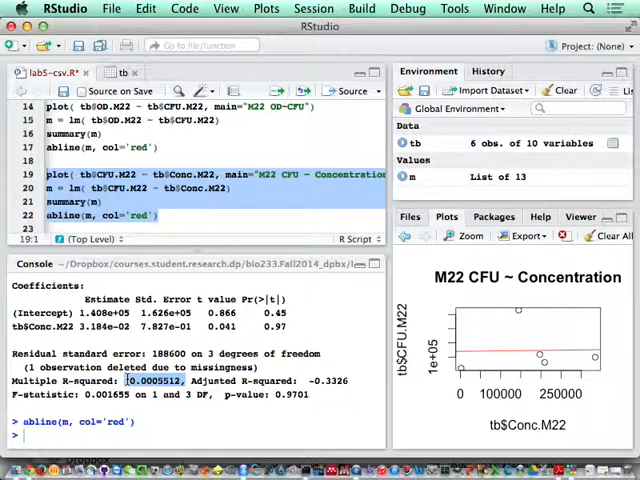 RStudio File Edit Code View Plots Session Build Debug Tools Window Help
RStudio
Go to file/function
Project: (None)
lab5-csv.R*
tb
Source on Save
Source
14 plot( tb$OD.M22 ~ tb$CFU.M22, main="M22 OD~CFU")
15 m = lm( tb$OD.M22 ~ tb$CFU.M22)
16 summary(m)
17 abline(m, col='red')
18
19 plot( tb$CFU.M22 ~ tb$Conc.M22, main="M22 CFU ~ Concentration
20 m = lm( tb$CFU.M22 ~ tb$Conc.M22)
21 summary(m)
22 abline(m, col='red')
23
19:1 (Top Level) R Script
Console ~/Dropbox/courses.student.research.dp/bio233.Fall2014_dpbx/
Coefficients:
Estimate Std. Error t value Pr(>|t|)
(Intercept) 1.408e+05 1.626e+05 0.866 0.45
tb$Conc.M22 3.184e-02 7.827e-01 0.041 0.97
Residual standard error: 188600 on 3 degrees of freedom
(1 observation deleted due to missingness)
Multiple R-squared: 0.0005512, Adjusted R-squared: -0.3326
F-statistic: 0.001655 on 1 and 3 DF, p-value: 0.9701
> abline(m, col='red')
>
Environment History
Import Dataset Clear List
Global Environment
Data
tb 6 obs. of 10 variables
Values
m List of 13
Files Plots Packages Help Viewer
Zoom Export Clear All
M22 CFU ~ Concentration
tb$CFU.M22
1e+05
0 50000 100000
tb$Conc.M22